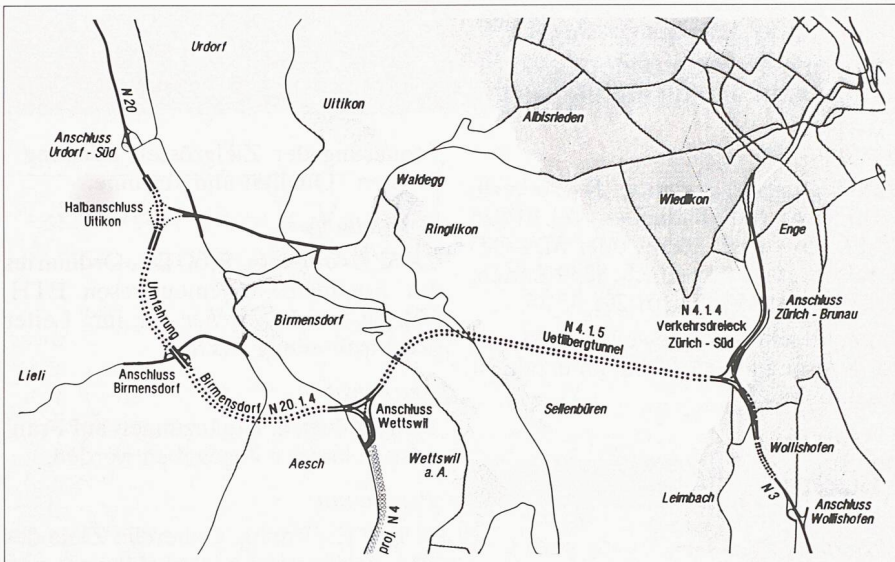 Urdorf
N 20
Uitikon
Anschluss
Urdorf - Süd
Albisrieden
Waldegg
Halbanschluss
Uitikon
Ringlikon
Wiedikon
Enge
Umfahrung
Birmensdorf
N 20.1.4
Birmensdorf
N 4.1.5
Uetlibergtunnel
N 4.1.4
Verkehrsdreieck
Zürich - Süd
Anschluss
Zürich - Brunau
Lieli
Anschluss
Birmensdorf
Anschluss
Wettswil
Sellenbüren
Aesch
Wettswil
a. A.
Wollishofen
Leimbach
N 3
Anschluss
Wollishofen
proj. N 4